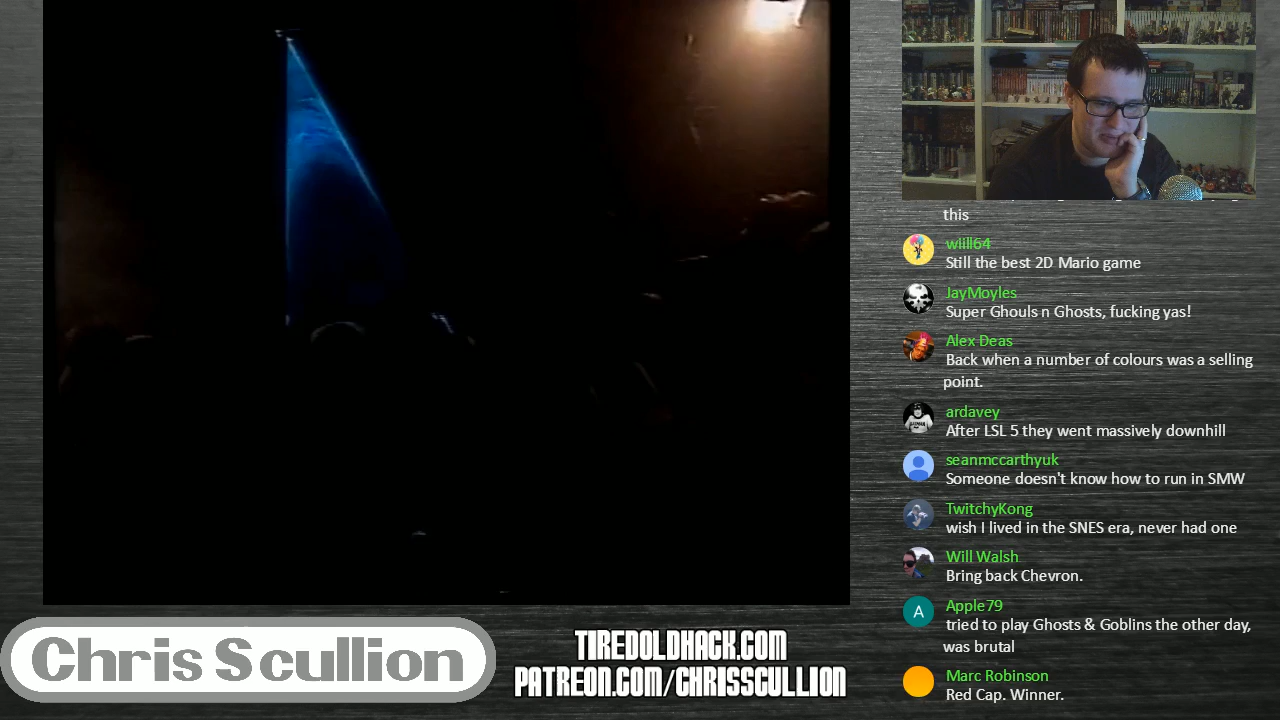 this
wiill64
Still the best 2D Mario game
JayMoyles
Super Ghouls n Ghosts, fucking yas!
Alex Deas
Back when a number of colours was a selling
point.
ardavey
After LSL 5 they went massively downhill
seanmccarthyuk
Someone doesn't know how to run in SMW
TwitchyKong
wish I lived in the SNES era, never had one
Will Walsh
Bring back Chevron.
A
Apple79
tried to play Ghosts & Goblins the other day,
was brutal
Marc Robinson
Red Cap. Winner.
Chris Scullion
TIREDOLDHACK.COM
PATREON.COM/CHRISSCULLION